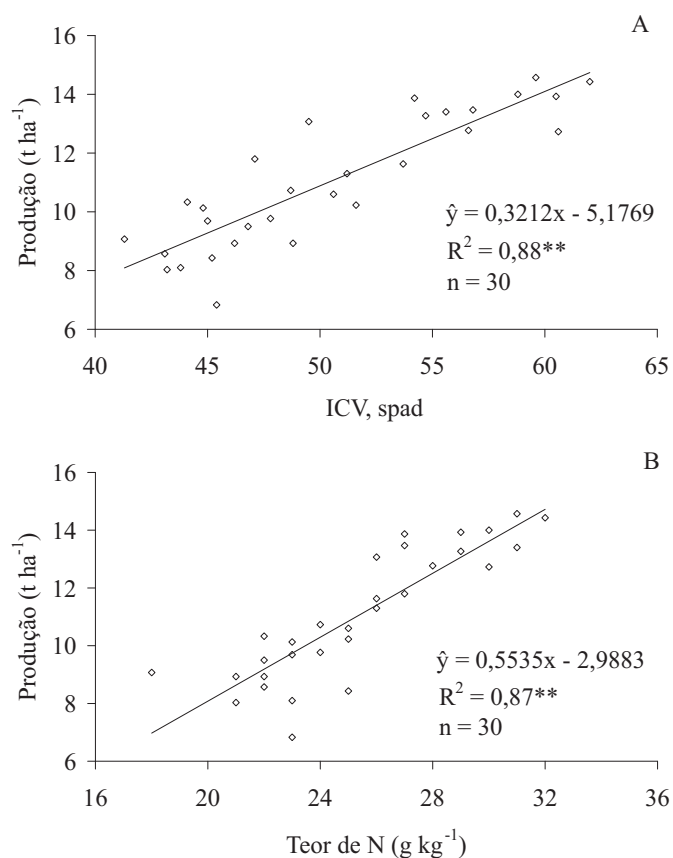 A
16
14
12
10
8
6
Produção (t ha⁻¹)
ŷ = 0,3212x - 5,1769
R² = 0,88**
n = 30
40 45 50 55 60 65
ICV, spad
B
16
14
12
10
8
6
Produção (t ha⁻¹)
ŷ = 0,5535x - 2,9883
R² = 0,87**
n = 30
16 20 24 28 32 36
Teor de N (g kg⁻¹)